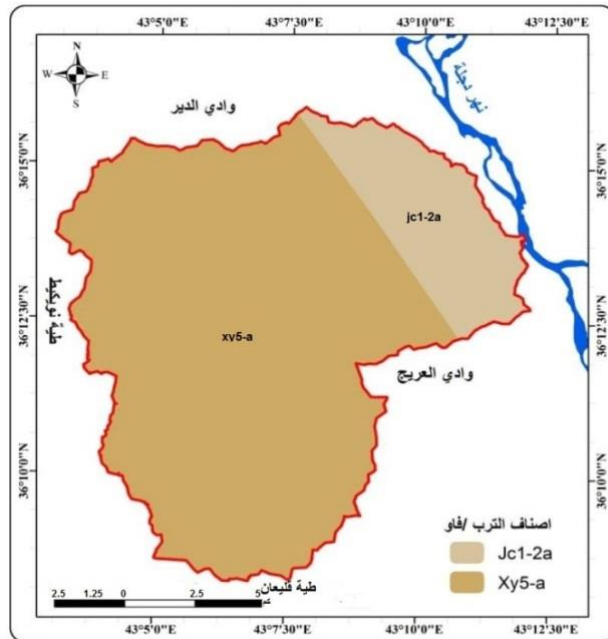 43°5'0"E 43°7'30"E 43°10'0"E 43°12'30"E
N
W E
S
وادي الدير
نهر دجلة
36°15'0"N
36°15'0"N
jc1-2a
طية نويكيط
36°12'30"N
36°12'30"N
xy5-a
وادي العريج
36°10'0"N
36°10'0"N
اصناف الترب /فاو
Jc1-2a
Xy5-a
طية فليعان
2.5 1.25 0 2.5 5
43°5'0"E 43°7'30"E 43°10'0"E 43°12'30"E